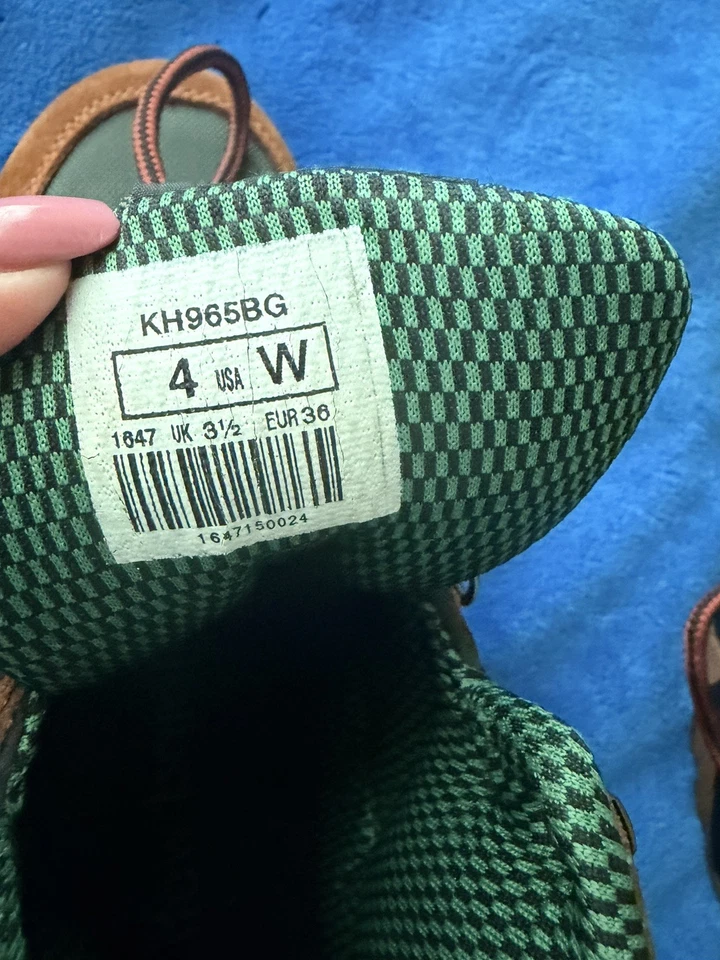 KH965BG
4 USA W
1647 UK 3½ EUR 36
1647150024